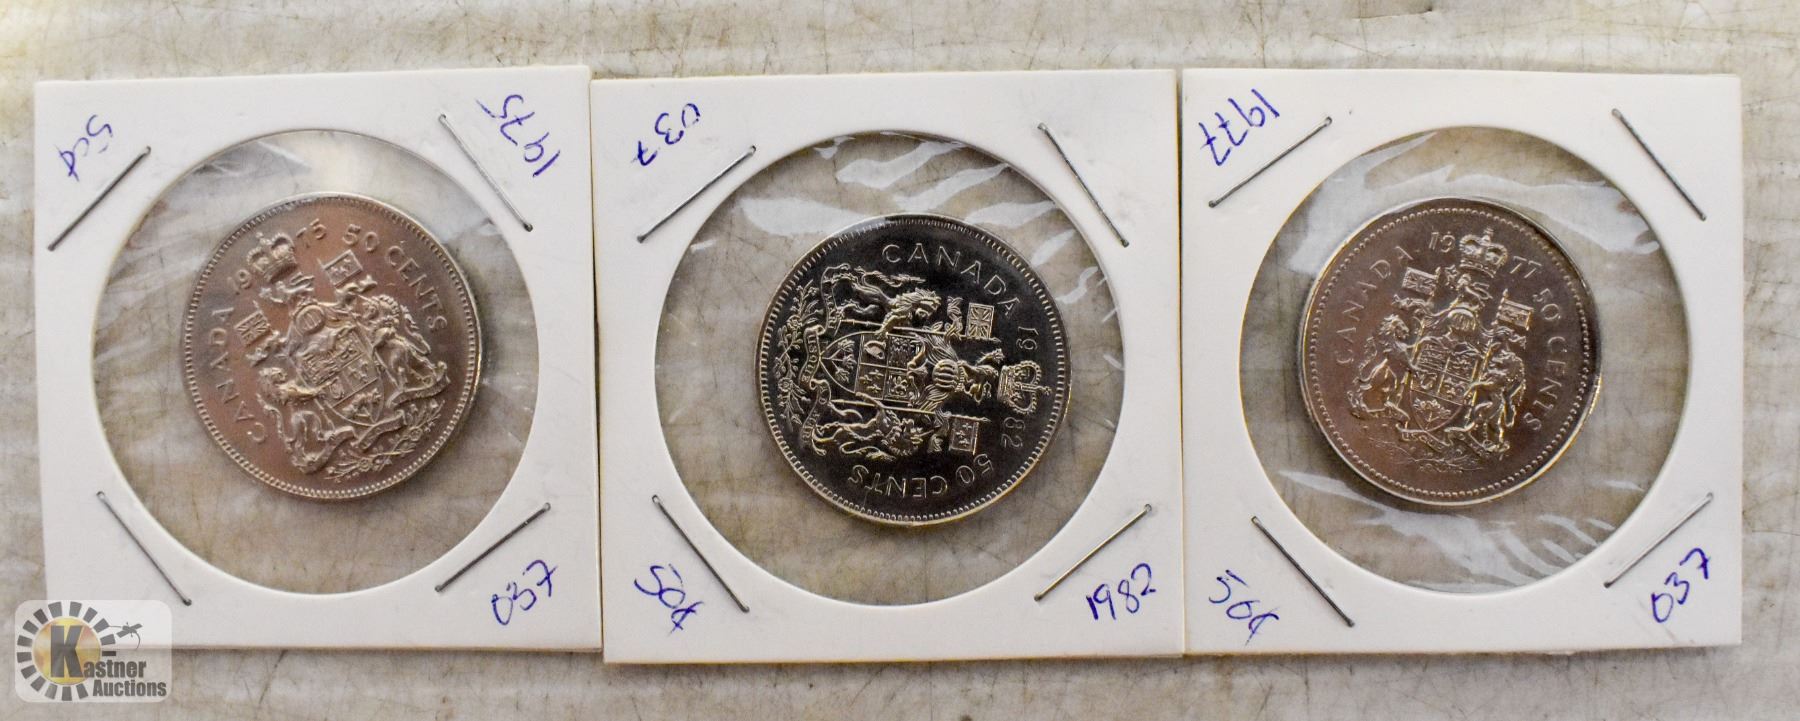 50¢
1975
CANADA 1975 50 CENTS
037
037
CANADA 1982 50 CENTS
50¢
1982
1977
CANADA 1977 50 CENTS
50¢
037
Kastner
Auctions